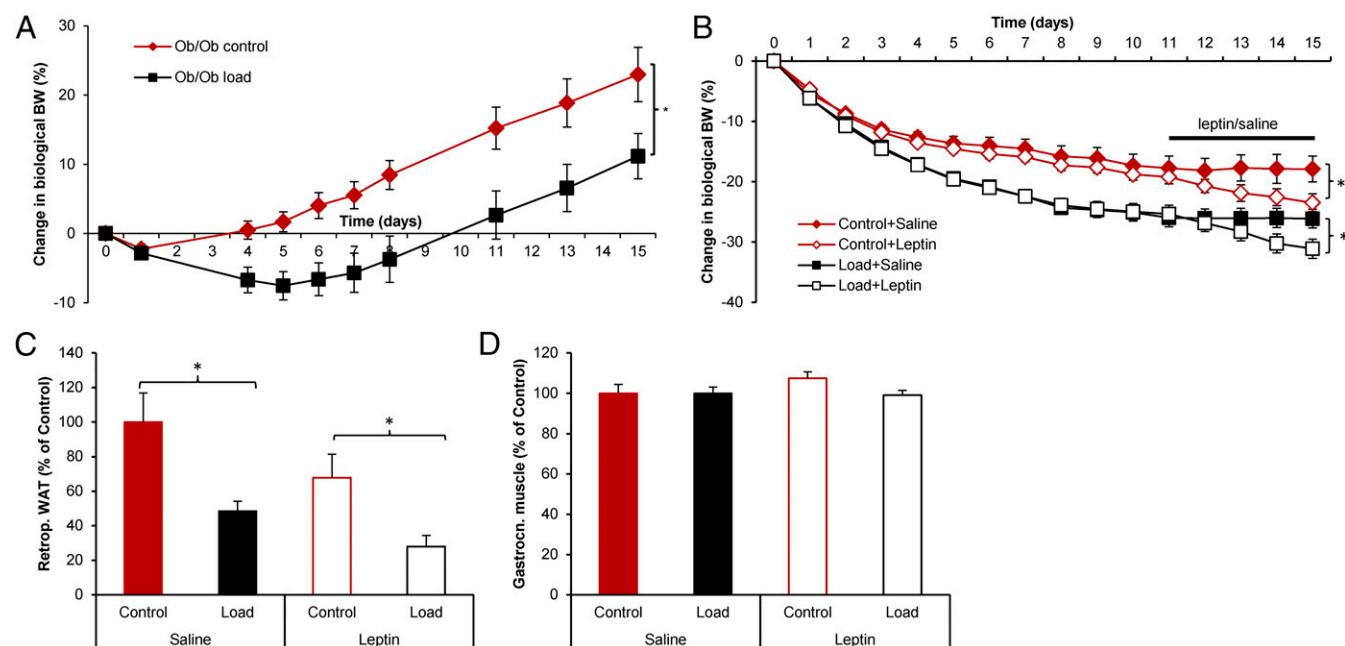 A
Change in biological BW (%)
30
20
10
0
-10
Ob/Ob control
Ob/Ob load
*
Time (days)
0 1 2 3 4 5 6 7 8 9 10 11 12 13 14 15
B
Time (days)
0 1 2 3 4 5 6 7 8 9 10 11 12 13 14 15
Change in biological BW (%)
0
-10
-20
-30
-40
leptin/saline
*
*
Control+Saline
Control+Leptin
Load+Saline
Load+Leptin
C
Retrop. WAT (% of Control)
140
120
100
80
60
40
20
0
*
*
Control Load Control Load
Saline Leptin
D
Gastrocn. muscle (% of Control)
120
100
80
60
40
20
0
Control Load Control Load
Saline Leptin